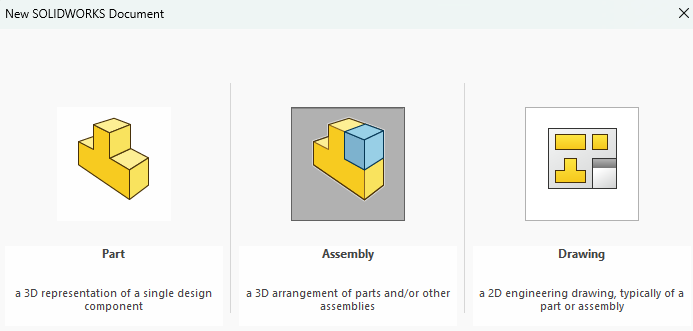 New SOLIDWORKS Document
Part
a 3D representation of a single design
component
Assembly
a 3D arrangement of parts and/or other
assemblies
Drawing
a 2D engineering drawing, typically of a
part or assembly